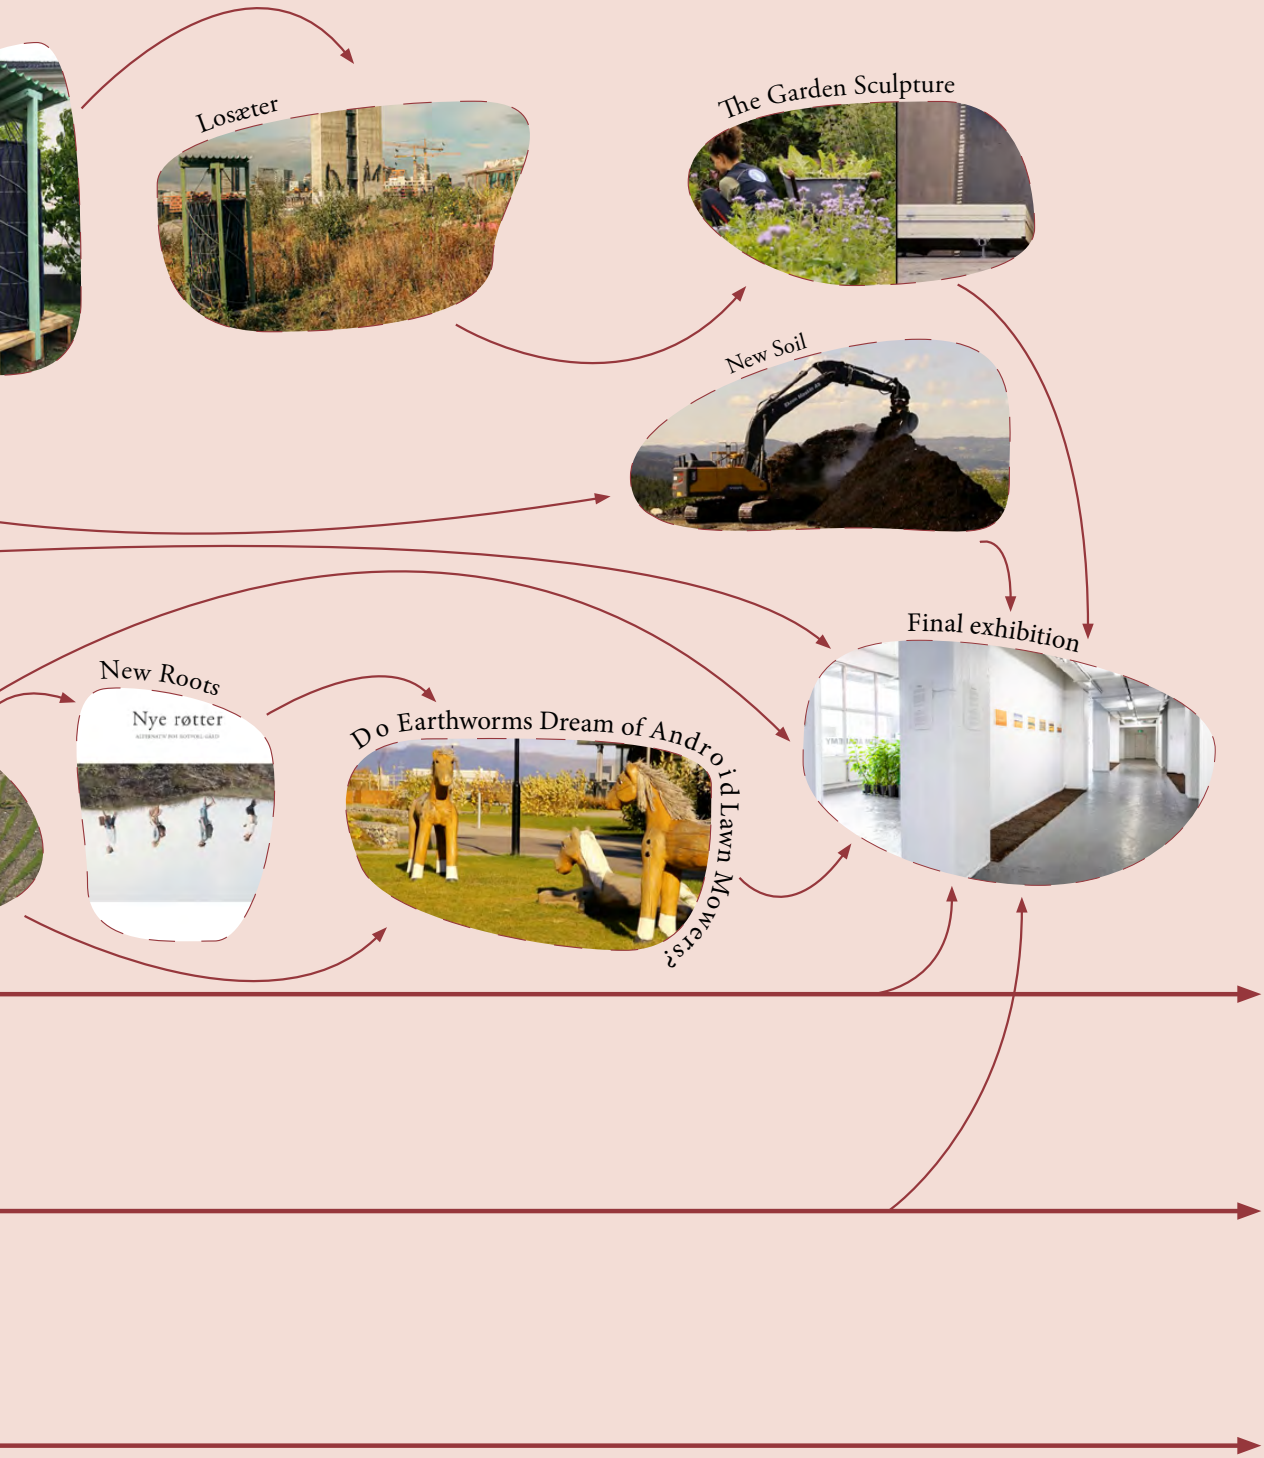 Losæter
The Garden Sculpture
New Soil
Final exhibition
New Roots
Nye røtter
Do Earthworms Dream of Android Lawn Mowers?